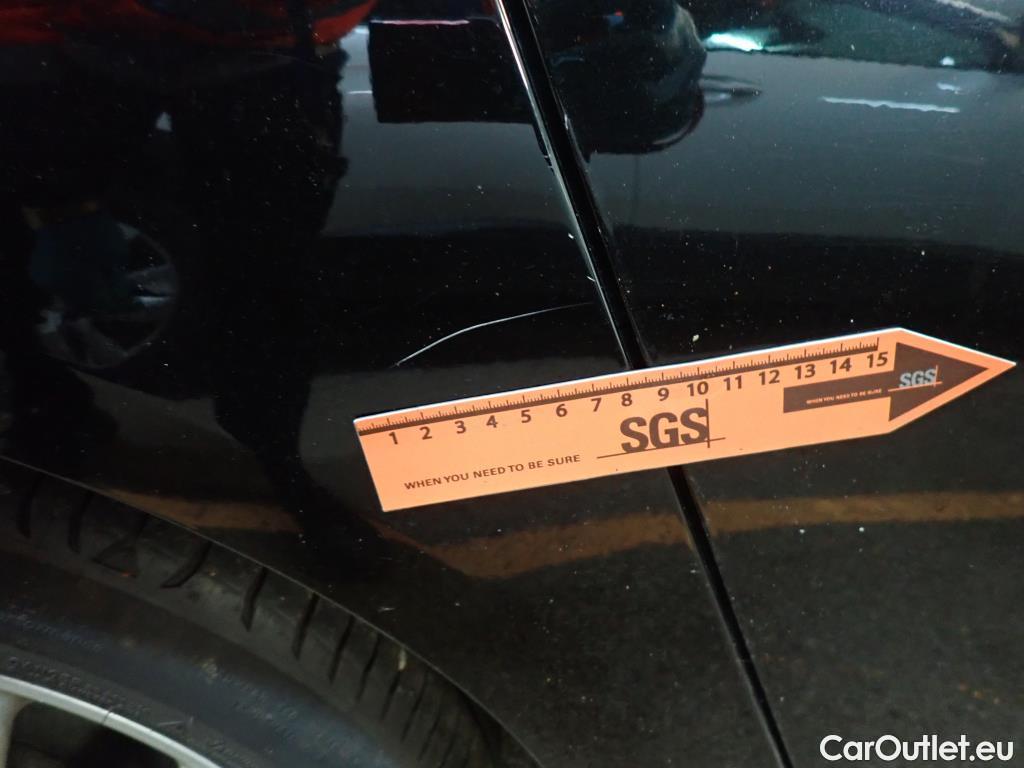 1 2 3 4 5 6 7 8 9 10 11 12 13 14 15
SGS
WHEN YOU NEED TO BE SURE
SGS
WHEN YOU NEED TO BE SURE
CarOutlet.eu